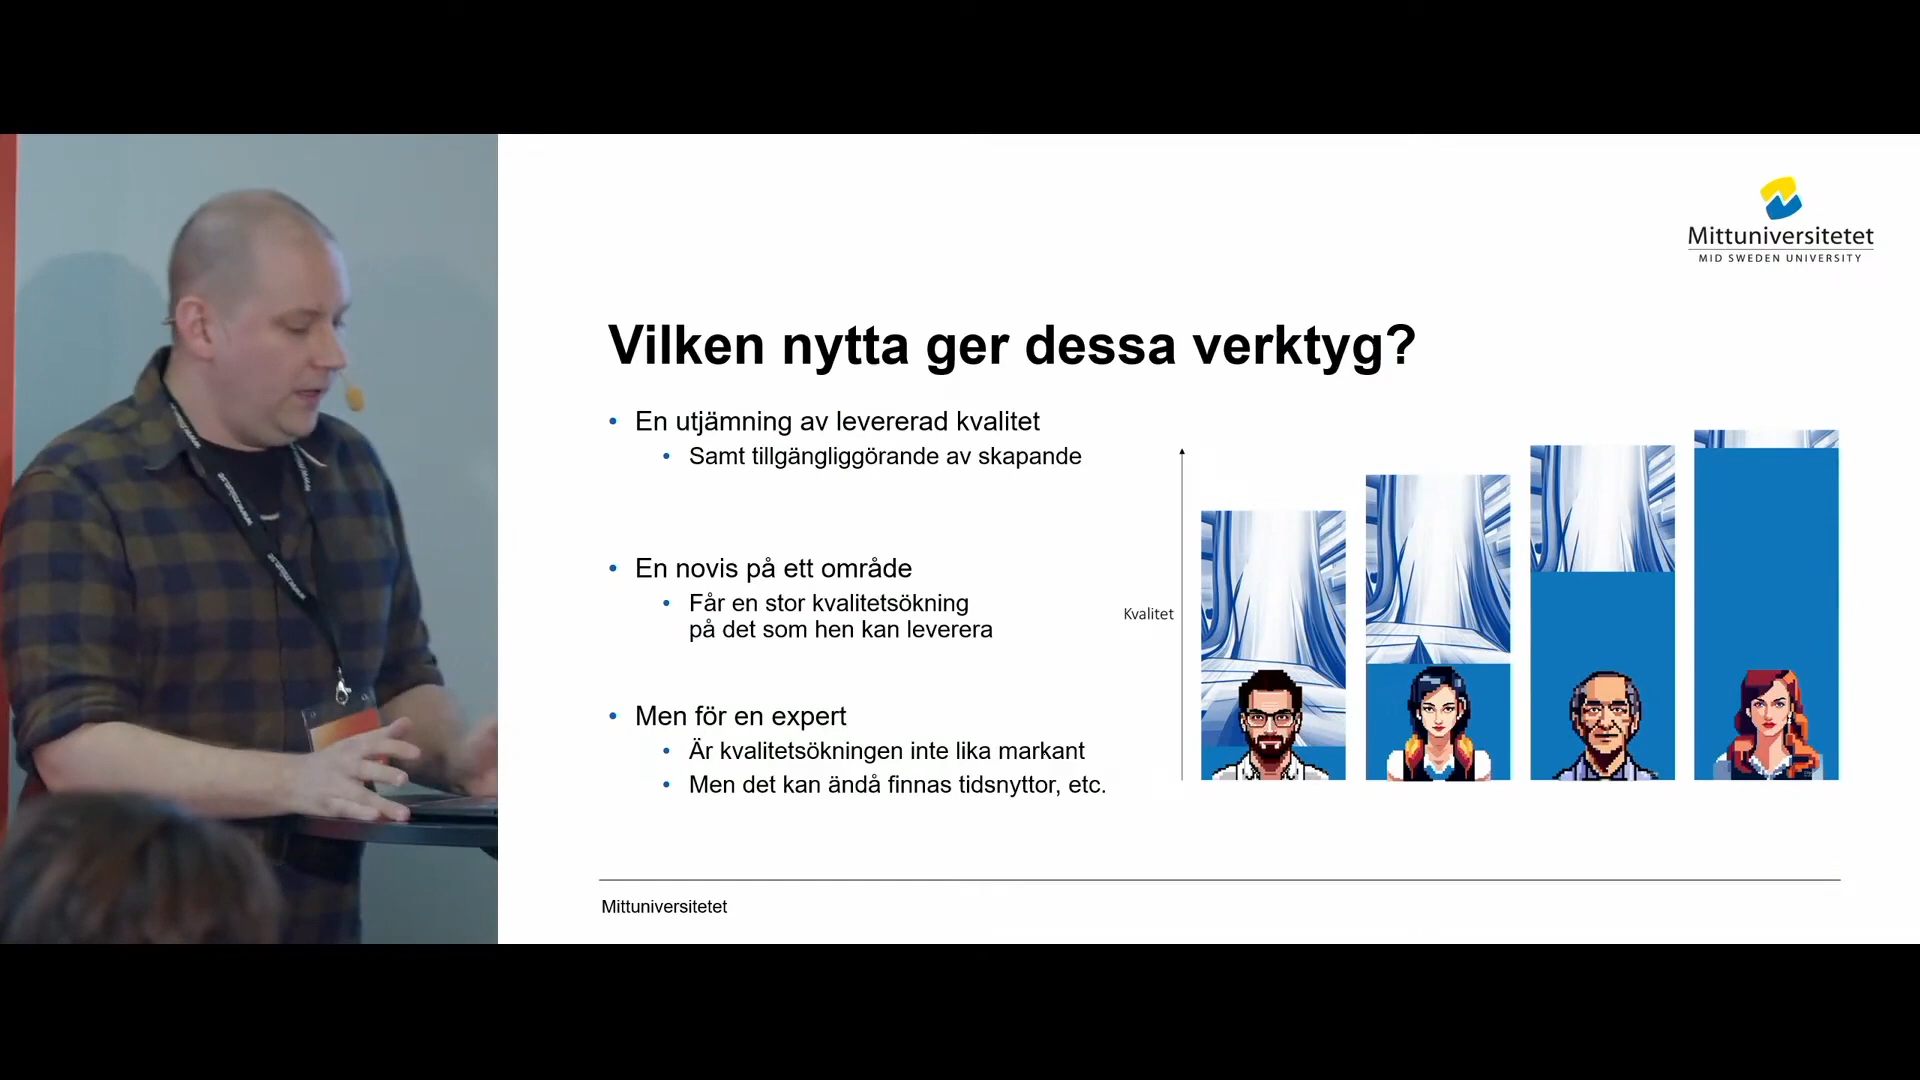 Mittuniversitetet
MID SWEDEN UNIVERSITY
Vilken nytta ger dessa verktyg?
• En utjämning av levererad kvalitet
• Samt tillgängliggörande av skapande
• En novis på ett område
• Får en stor kvalitetsökning
på det som hen kan leverera
• Men för en expert
• Är kvalitetsökningen inte lika markant
• Men det kan ändå finnas tidsnyttor, etc.
Kvalitet
Mittuniversitetet